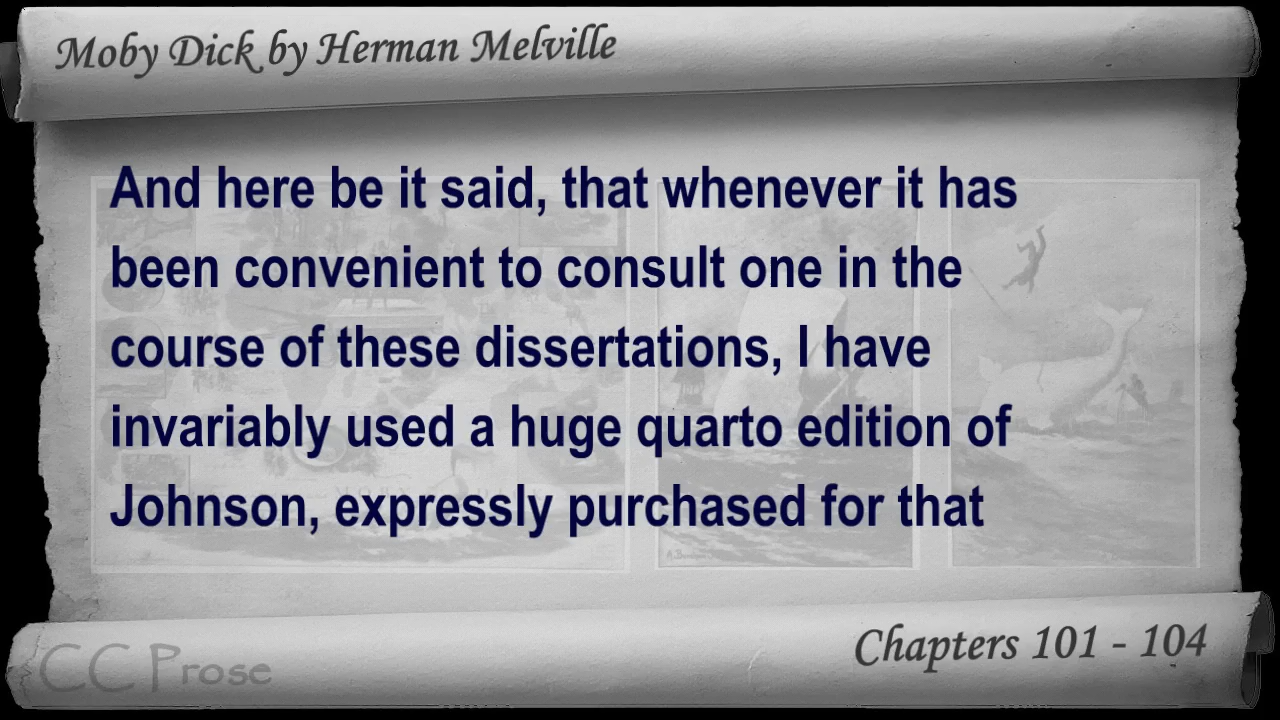 Moby Dick by Herman Melville
And here be it said, that whenever it has
been convenient to consult one in the
course of these dissertations, I have
invariably used a huge quarto edition of
Johnson, expressly purchased for that
Chapters 101 - 104
CC Prose